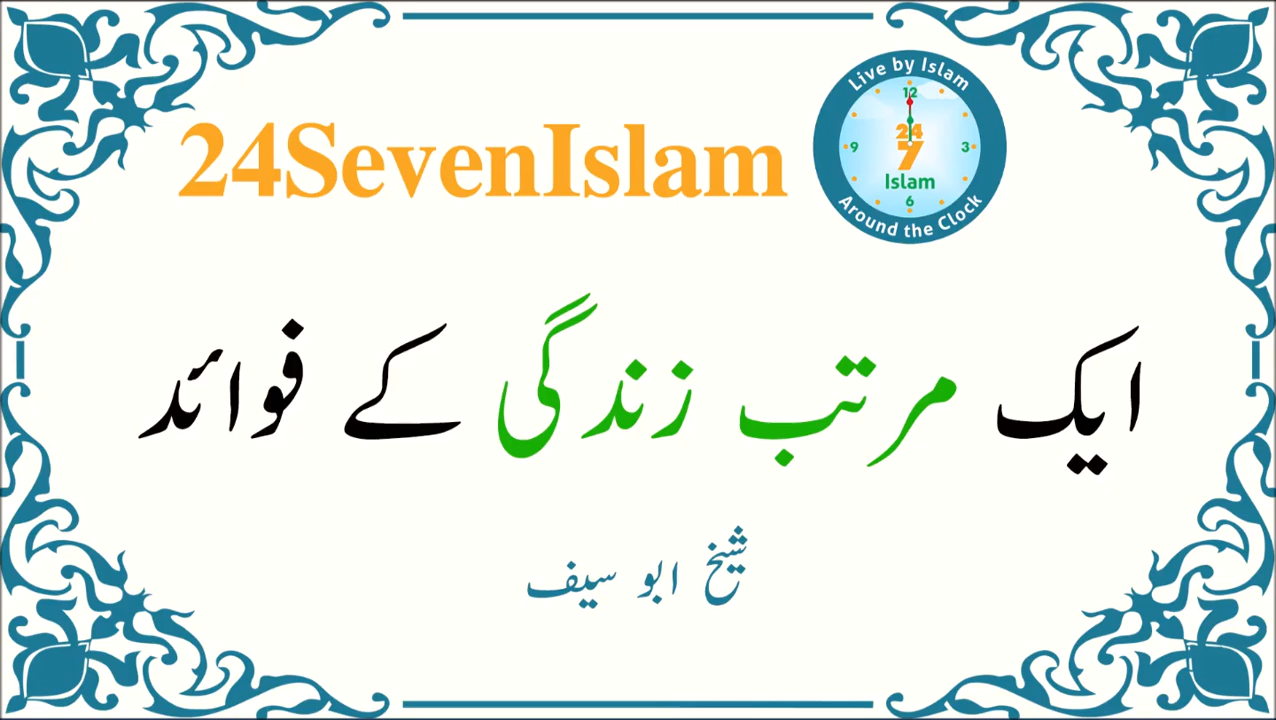 24SevenIslam
Live by Islam
12
24
7
9
3
Islam
6
Around the Clock
ایک مرتب زندگی کے فوائد
شیخ ابو سیف